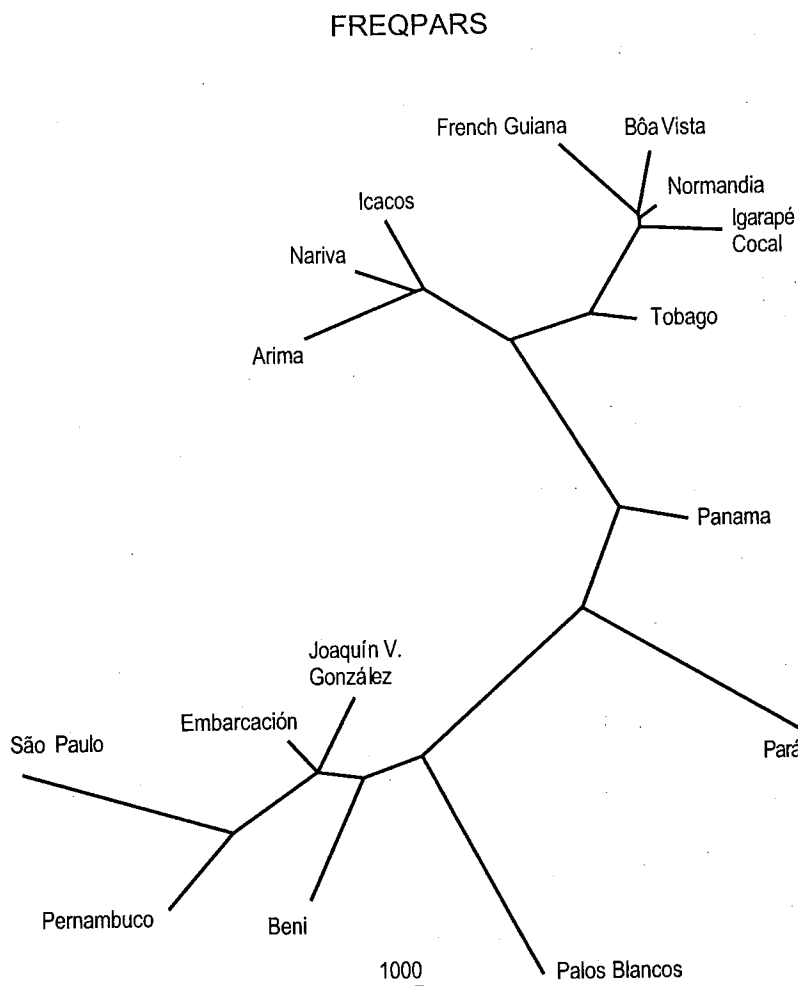 FREQPARS
French Guiana
Bôa Vista
Normandia
Igarapé
Cocal
Icacos
Nariva
Arima
Tobago
Panama
Joaquín V.
González
Embarcación
São Paulo
Pará
Pernambuco
Beni
Palos Blancos
1000